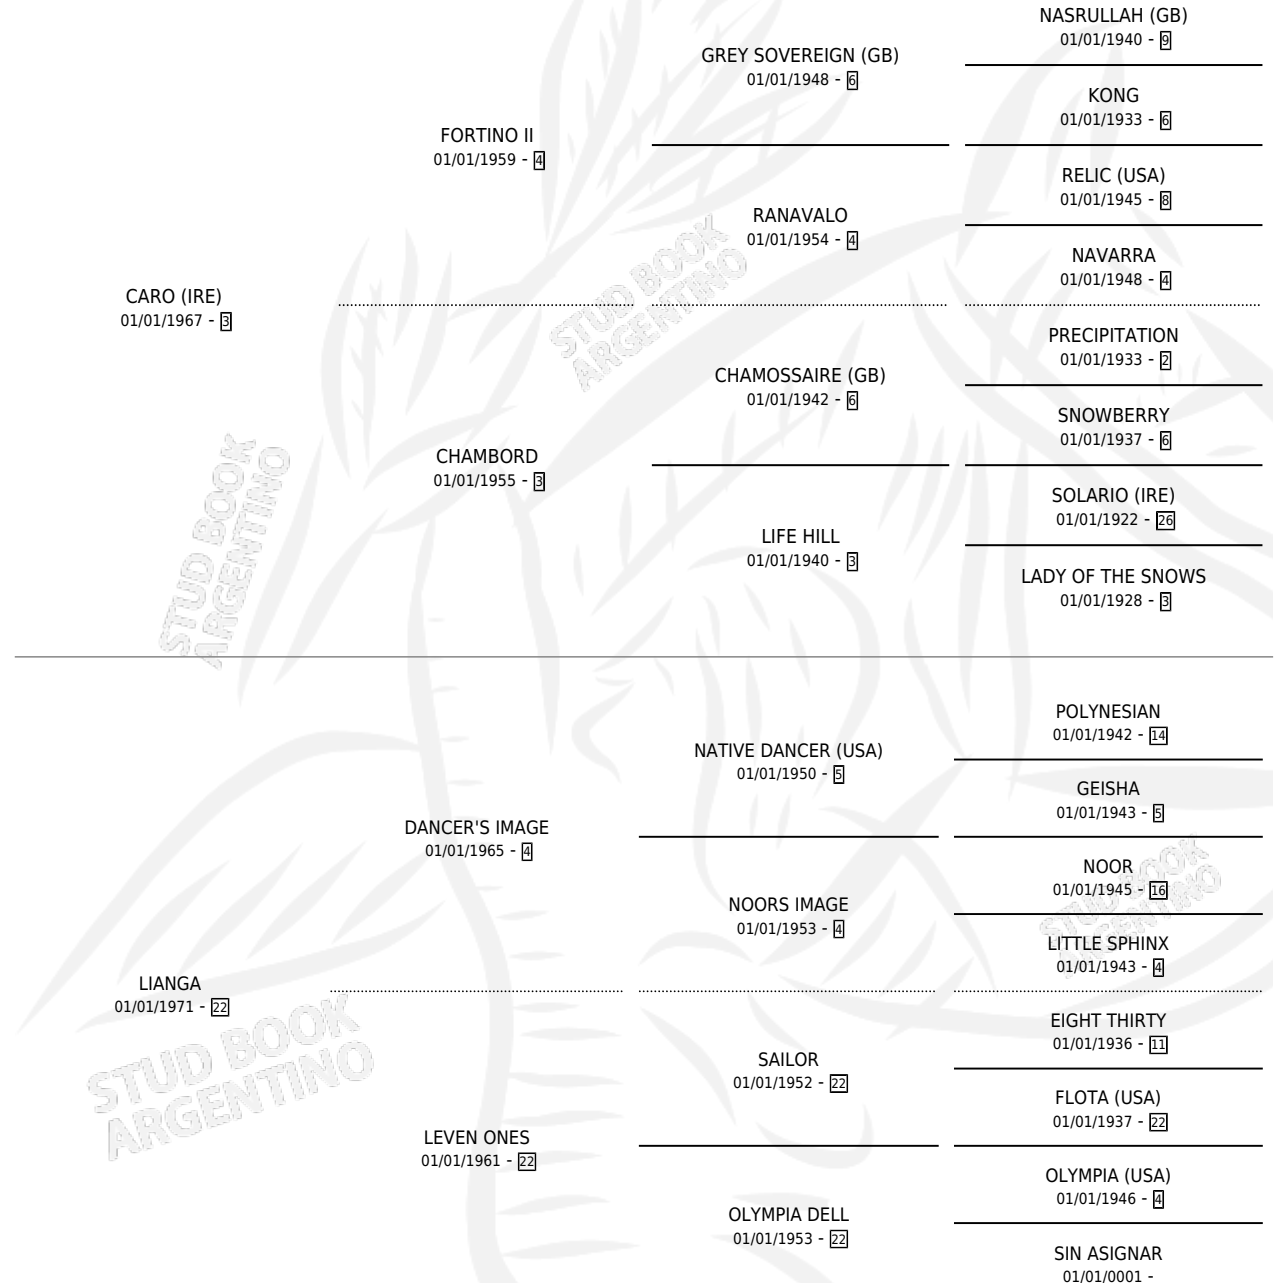 NASRULLAH (GB)
01/01/1940 - 9
GREY SOVEREIGN (GB)
01/01/1948 - 6
KONG
01/01/1933 - 6
FORTINO II
01/01/1959 - 4
RELIC (USA)
01/01/1945 - 8
RANAVALO
01/01/1954 - 4
NAVARRA
01/01/1948 - 4
CARO (IRE)
01/01/1967 - 3
PRECIPITATION
01/01/1933 - 2
CHAMOSSAIRE (GB)
01/01/1942 - 6
SNOWBERRY
01/01/1937 - 6
CHAMBORD
01/01/1955 - 3
SOLARIO (IRE)
01/01/1922 - 26
LIFE HILL
01/01/1940 - 3
LADY OF THE SNOWS
01/01/1928 - 3
STUD BOOK
ARGENTINO
STUD BOOK
ARGENTINO
POLYNESIAN
01/01/1942 - 14
NATIVE DANCER (USA)
01/01/1950 - 5
GEISHA
01/01/1943 - 5
DANCER'S IMAGE
01/01/1965 - 4
NOOR
01/01/1945 - 16
NOORS IMAGE
01/01/1953 - 4
LITTLE SPHINX
01/01/1943 - 4
LIANGA
01/01/1971 - 22
EIGHT THIRTY
01/01/1936 - 11
SAILOR
01/01/1952 - 22
FLOTA (USA)
01/01/1937 - 22
LEVEN ONES
01/01/1961 - 22
OLYMPIA (USA)
01/01/1946 - 4
OLYMPIA DELL
01/01/1953 - 22
SIN ASIGNAR
01/01/0001 -
STUD BOOK
ARGENTINO
STUD BOOK
ARGENTINO